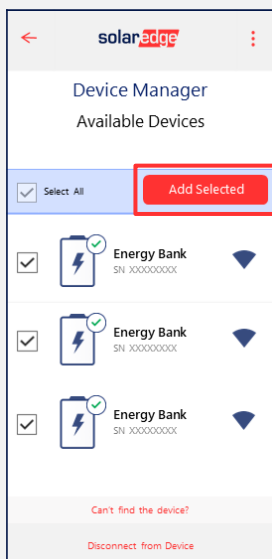 solaredge
Device Manager
Available Devices
Select All
Add Selected
Energy Bank
SN XXXXXXXX
Energy Bank
SN XXXXXXXX
Energy Bank
SN XXXXXXXX
Can't find the device?
Disconnect from Device